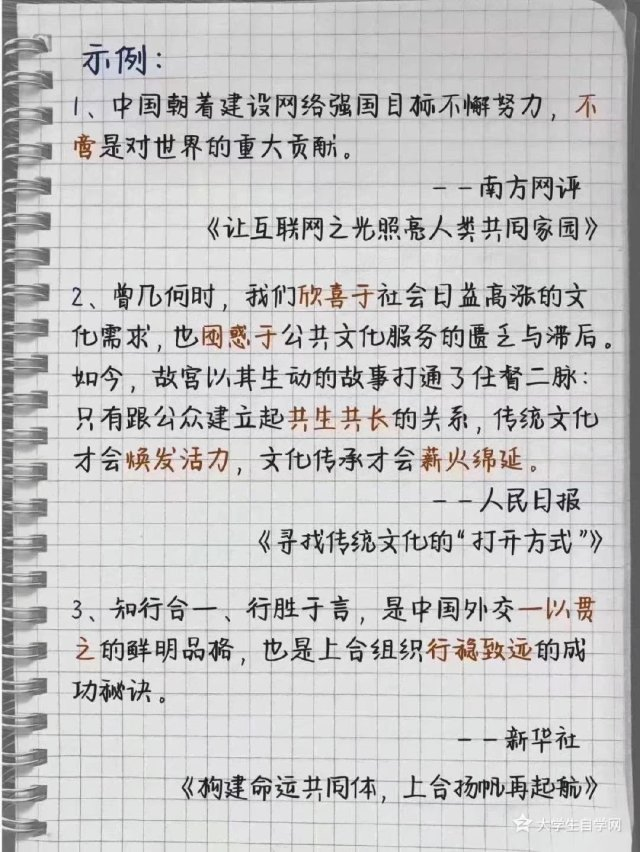 示例：
1、中国朝着建设网络强国目标不懈努力，不
啻是对世界的重大贡献。
——南方网评
《让互联网之光照亮人类共同家园》
2、曾几何时，我们欣喜于社会日益高涨的文
化需求，也困惑于公共文化服务的匮乏与滞后。
如今，故宫以其生动的故事打通了任督二脉：
只有跟公众建立起共生共长的关系，传统文化
才会焕发活力，文化传承才会薪火绵延。
——人民日报
《寻找传统文化的“打开方式”》
3、知行合一、行胜于言，是中国外交一以贯
之的鲜明品格，也是上合组织行稳致远的成
功秘诀。
——新华社
《构建命运共同体，上合扬帆再起航》
大学生自学网